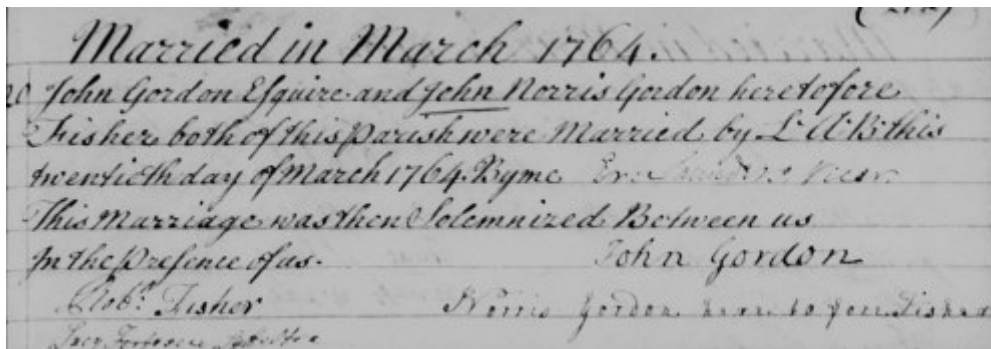 Married in March 1764.
20 John Gordon Esquire and John Norris Gordon heretofore
Fisher both of this Parish were Married by L. A: B: this
twentieth day of March 1764. By me
This Marriage was then Solemnized Between us
In the Presence of us. John Gordon
Robt. Fisher Norris Gordon heretofore Fisher